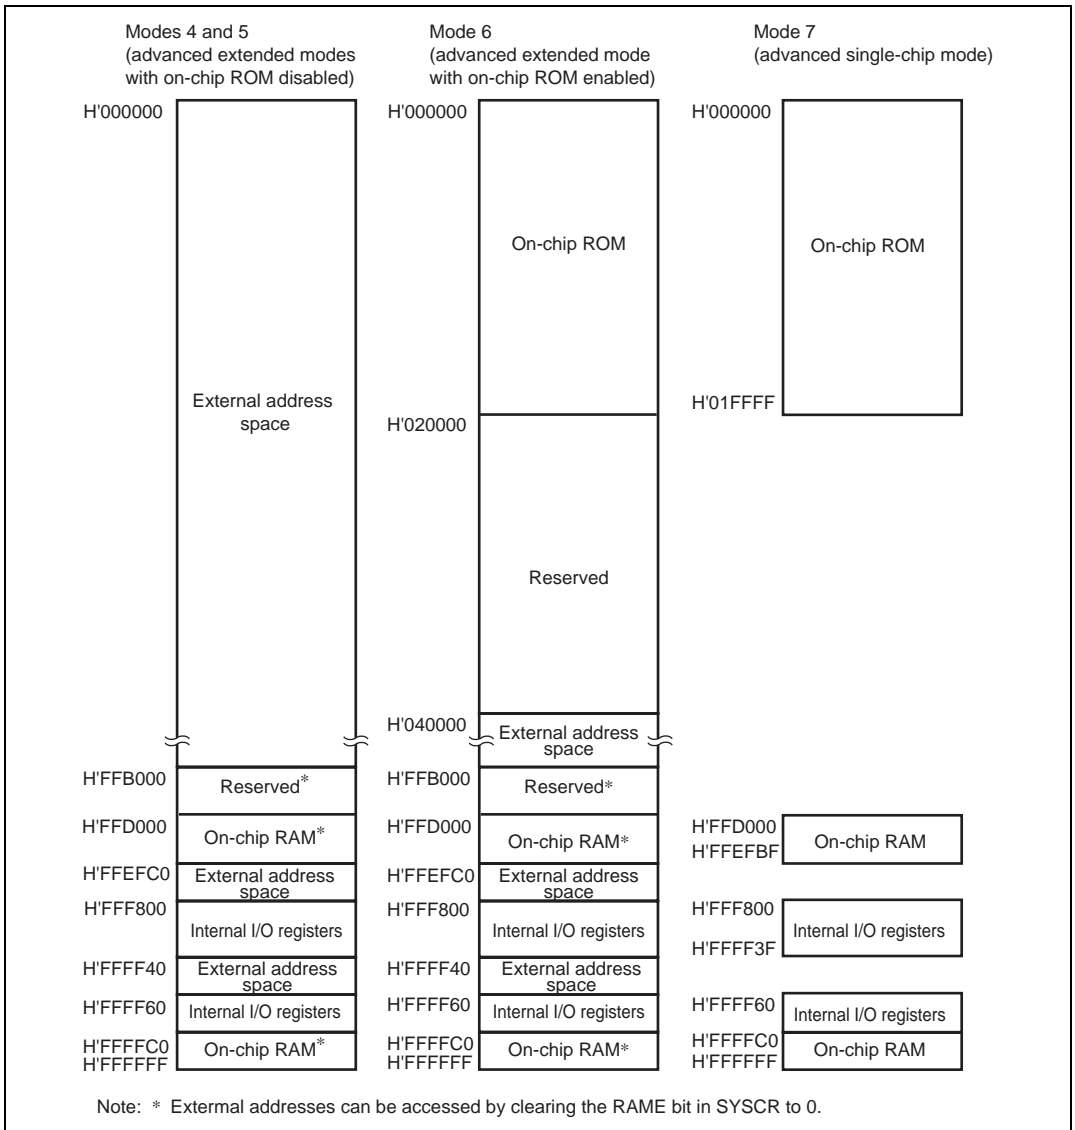 Modes 4 and 5
(advanced extended modes
with on-chip ROM disabled)
H'000000
External address
space
H'FFB000
Reserved*
H'FFD000
On-chip RAM*
H'FFEFC0
External address
space
H'FFF800
Internal I/O registers
H'FFFF40
External address
space
H'FFFF60
Internal I/O registers
H'FFFFC0
On-chip RAM*
H'FFFFFF
Mode 6
(advanced extended mode
with on-chip ROM enabled)
H'000000
On-chip ROM
H'020000
Reserved
H'040000
External address
space
H'FFB000
Reserved*
H'FFD000
On-chip RAM*
H'FFEFC0
External address
space
H'FFF800
Internal I/O registers
H'FFFF40
External address
space
H'FFFF60
Internal I/O registers
H'FFFFC0
On-chip RAM*
H'FFFFFF
Mode 7
(advanced single-chip mode)
H'000000
On-chip ROM
H'01FFFF
H'FFD000
On-chip RAM
H'FFEFBF
H'FFF800
Internal I/O registers
H'FFFF3F
H'FFFF60
Internal I/O registers
H'FFFFC0
On-chip RAM
H'FFFFFF
Note: * Extermal addresses can be accessed by clearing the RAME bit in SYSCR to 0.